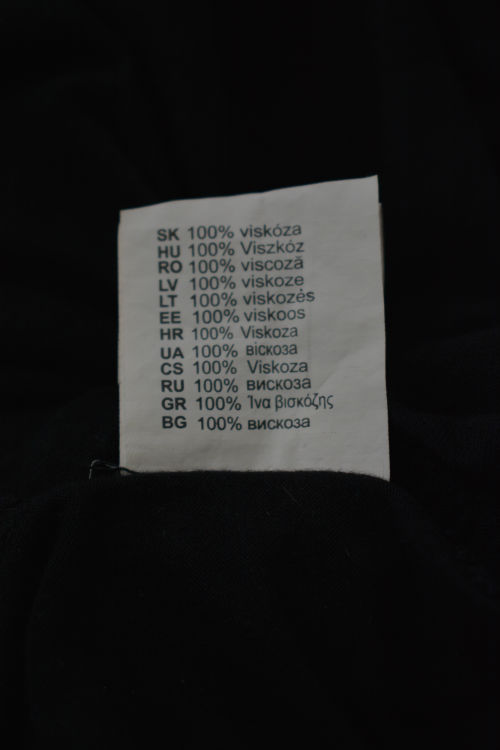 SK 100% viskóza
HU 100% Viszkóz
RO 100% viscoză
LV 100% viskoze
LT 100% viskozės
EE 100% viskoos
HR 100% Viskoza
UA 100% віскоза
CS 100% Viskoza
RU 100% вискоза
GR 100% Ίνα βισκόζης
BG 100% вискоза